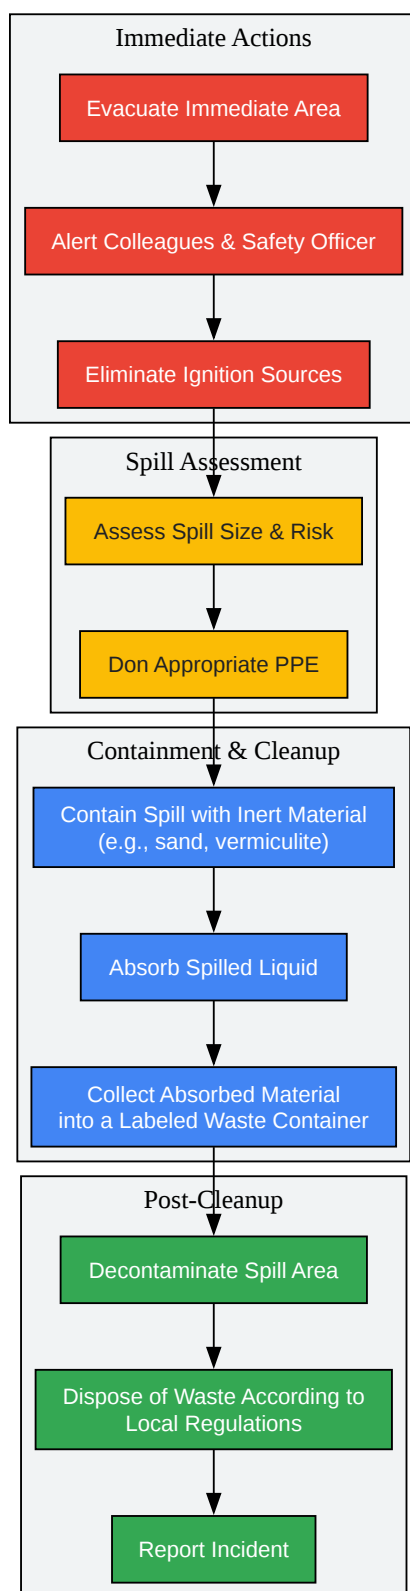 Immediate Actions
Evacuate Immediate Area
Alert Colleagues & Safety Officer
Eliminate Ignition Sources
Spill Assessment
Assess Spill Size & Risk
Don Appropriate PPE
Containment & Cleanup
Contain Spill with Inert Material
(e.g., sand, vermiculite)
Absorb Spilled Liquid
Collect Absorbed Material
into a Labeled Waste Container
Post-Cleanup
Decontaminate Spill Area
Dispose of Waste According to
Local Regulations
Report Incident